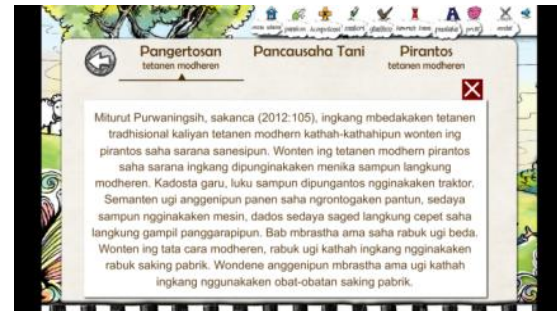 Pangertosan
tetanen modheren
Pancausaha Tani
Pirantos
tetanen modheren
Miturut Purwaningsih, sakanca (2012:105), ingkang mbedakaken tetanen
tradhisional kaliyan tetanen modhern kathah-kathahipun wonten ing
pirantos saha sarana sanesipun. Wonten ing tetanen modhern pirantos
saha sarana ingkang dipunginakaken menika sampun langkung
modheren. Kadosta garu, luku sampun dipungantos ngginakaken traktor.
Semanten ugi anggenipun panen saha ngrontogaken pantun, sedaya
sampun ngginakaken mesin, dados sedaya saged langkung cepet saha
langkung gampil panggarapipun. Bab mbrastha ama saha rabuk ugi beda.
Wonten ing tata cara modheren, rabuk ugi kathah ingkang ngginakaken
rabuk saking pabrik. Wondene anggenipun mbrastha ama ugi kathah
ingkang nggunakaken obat-obatan saking pabrik.